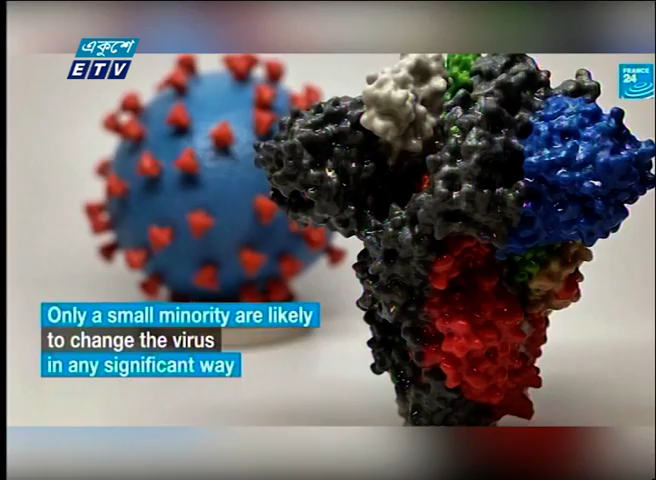 একুশে
ETV
FRANCE
24
Only a small minority are likely
to change the virus
in any significant way